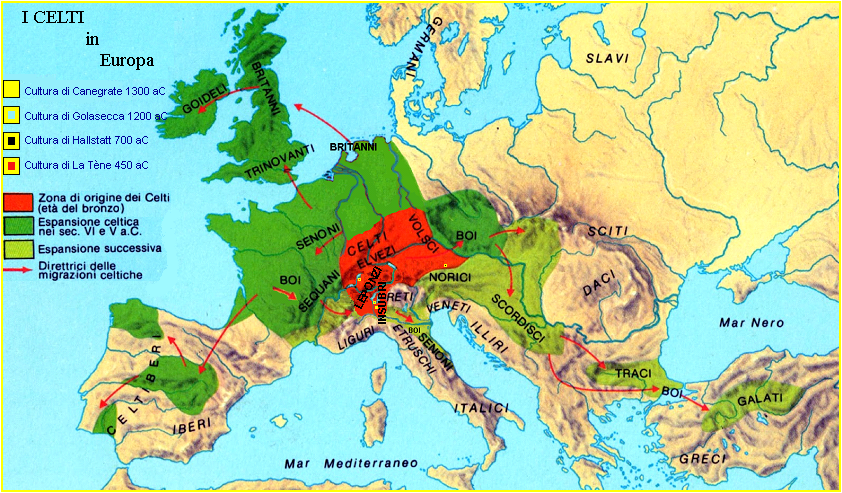 I CELTI
in
Europa
Cultura di Canegrate 1300 aC
Cultura di Golasecca 1200 aC
Cultura di Hallstatt 700 aC
Cultura di La Tène 450 aC
Zona di origine dei Celti
(età del bronzo)
Espansione celtica
nei sec. VI e V a.C.
Espansione successiva
Direttrici delle
migrazioni celtiche
GERMANI
SLAVI
GOIDELI
BRITANNI
BRITANNI
TRINOVANTI
SENONI
CELTI
ELVEZI
VOLSCI
BOI
SCITI
BOI
SEQUANI
LEPONZI
INSUBRI
RETI
NORICI
DACI
VENETI
SCORDISCI
LIGURI
BOI
SENONI
ETRUSCHI
ILLIRI
Mar Nero
TRACI
BOI
GALATI
CELTIBERI
IBERI
ITALICI
GRECI
Mar Mediterraneo